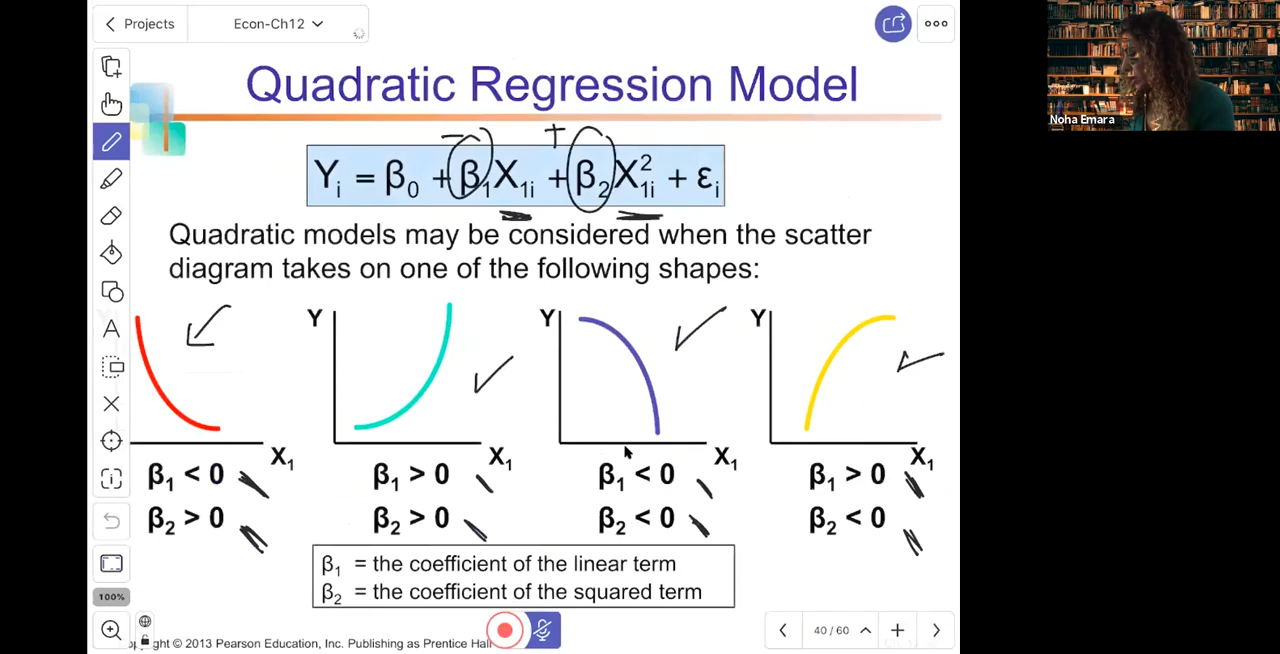 Projects
Econ-Ch12
Quadratic Regression Model
Yᵢ = β₀ + β₁X₁ᵢ + β₂X₁ᵢ² + εᵢ
− +
Quadratic models may be considered when the scatter
diagram takes on one of the following shapes:
Y Y Y
X₁ X₁ X₁ X₁
β₁ < 0 β₁ > 0 β₁ < 0 β₁ > 0
β₂ > 0 β₂ > 0 β₂ < 0 β₂ < 0
β₁ = the coefficient of the linear term
β₂ = the coefficient of the squared term
100%
ght © 2013 Pearson Education, Inc. Publishing as Prentice Hall
40 / 60
Noha Emara